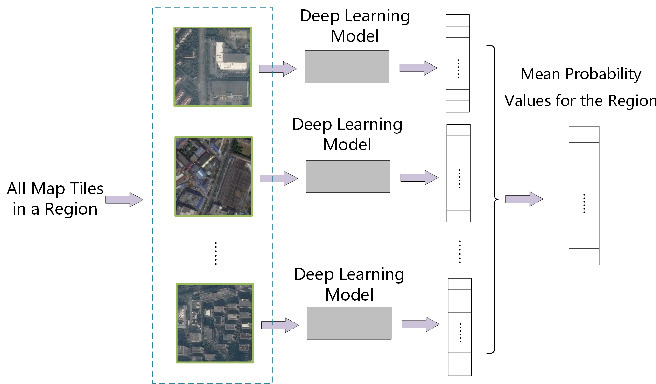 Deep Learning
Model
Mean Probability
Values for the Region
Deep Learning
Model
All Map Tiles
in a Region
Deep Learning
Model